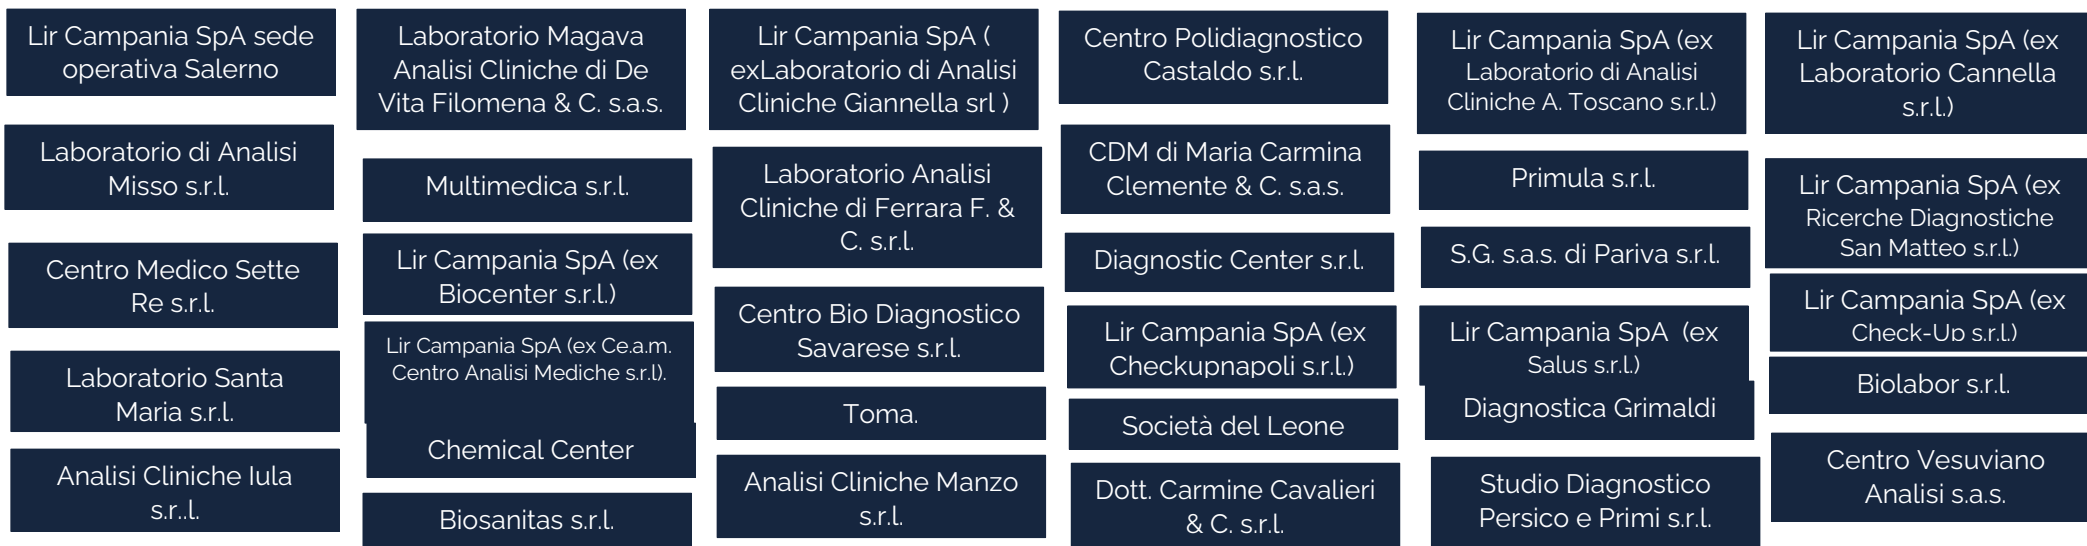 Lir Campania SpA sede
operativa Salerno
Laboratorio di Analisi
Misso s.r.l.
Centro Medico Sette
Re s.r.l.
Laboratorio Santa
Maria s.r.l.
Analisi Cliniche Iula
s.r..l.
Laboratorio Magava
Analisi Cliniche di De
Vita Filomena & C. s.a.s.
Multimedica s.r.l.
Lir Campania SpA (ex
Biocenter s.r.l.)
Lir Campania SpA (ex Ce.a.m.
Centro Analisi Mediche s.r.l).
Chemical Center
Biosanitas s.r.l.
Lir Campania SpA (
exLaboratorio di Analisi
Cliniche Giannella srl )
Laboratorio Analisi
Cliniche di Ferrara F. &
C. s.r.l.
Centro Bio Diagnostico
Savarese s.r.l.
Toma.
Analisi Cliniche Manzo
s.r.l.
Centro Polidiagnostico
Castaldo s.r.l.
CDM di Maria Carmina
Clemente & C. s.a.s.
Diagnostic Center s.r.l.
Lir Campania SpA (ex
Checkupnapoli s.r.l.)
Società del Leone
Dott. Carmine Cavalieri
& C. s.r.l.
Lir Campania SpA (ex
Laboratorio di Analisi
Cliniche A. Toscano s.r.l.)
Primula s.r.l.
S.G. s.a.s. di Pariva s.r.l.
Lir Campania SpA (ex
Salus s.r.l.)
Diagnostica Grimaldi
Studio Diagnostico
Persico e Primi s.r.l.
Lir Campania SpA (ex
Laboratorio Cannella
s.r.l.)
Lir Campania SpA (ex
Ricerche Diagnostiche
San Matteo s.r.l.)
Lir Campania SpA (ex
Check-Up s.r.l.)
Biolabor s.r.l.
Centro Vesuviano
Analisi s.a.s.